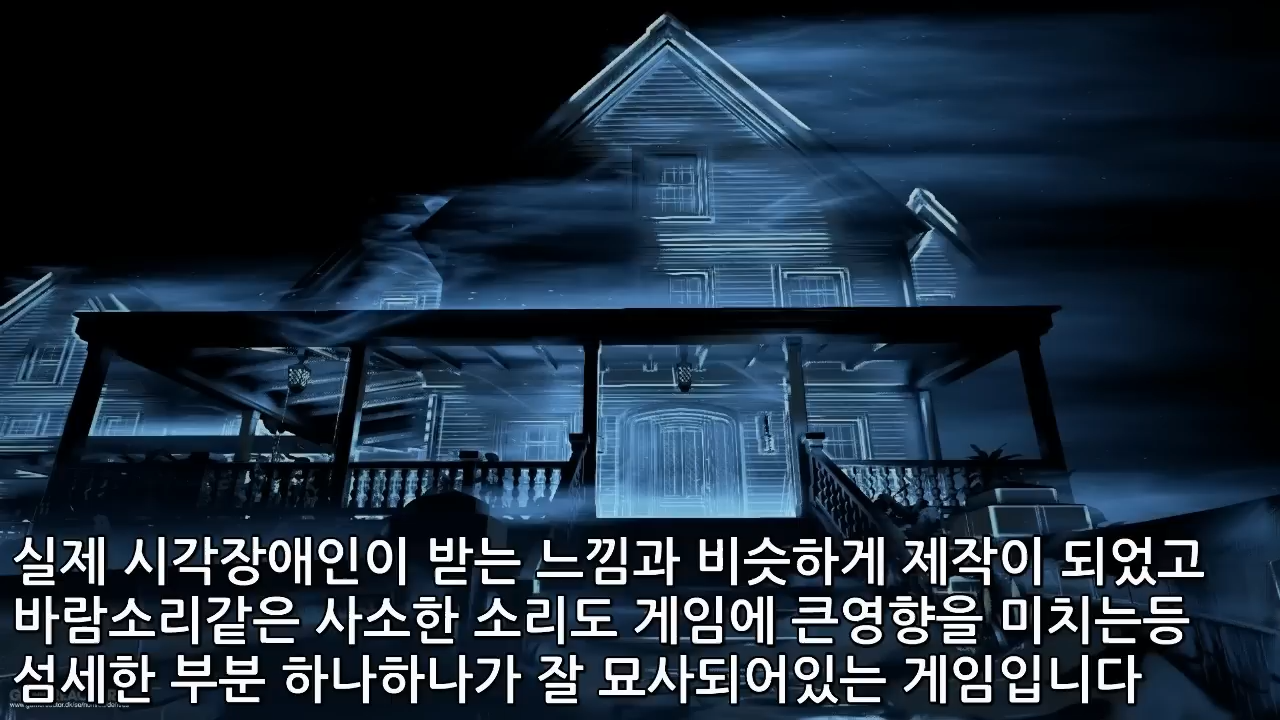 실제 시각장애인이 받는 느낌과 비슷하게 제작이 되었고
바람소리같은 사소한 소리도 게임에 큰영향을 미치는등
섬세한 부분 하나하나가 잘 묘사되어있는 게임입니다